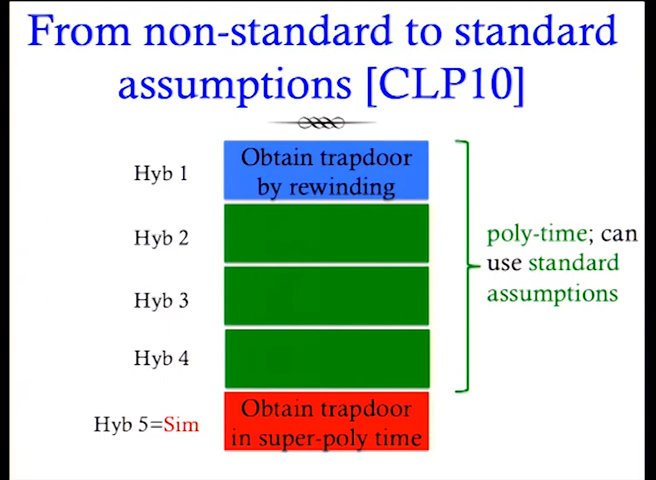 From non-standard to standard
assumptions [CLP10]
Hyb 1
Obtain trapdoor
by rewinding
Hyb 2
Hyb 3
Hyb 4
Hyb 5=Sim
Obtain trapdoor
in super-poly time
poly-time; can
use standard
assumptions